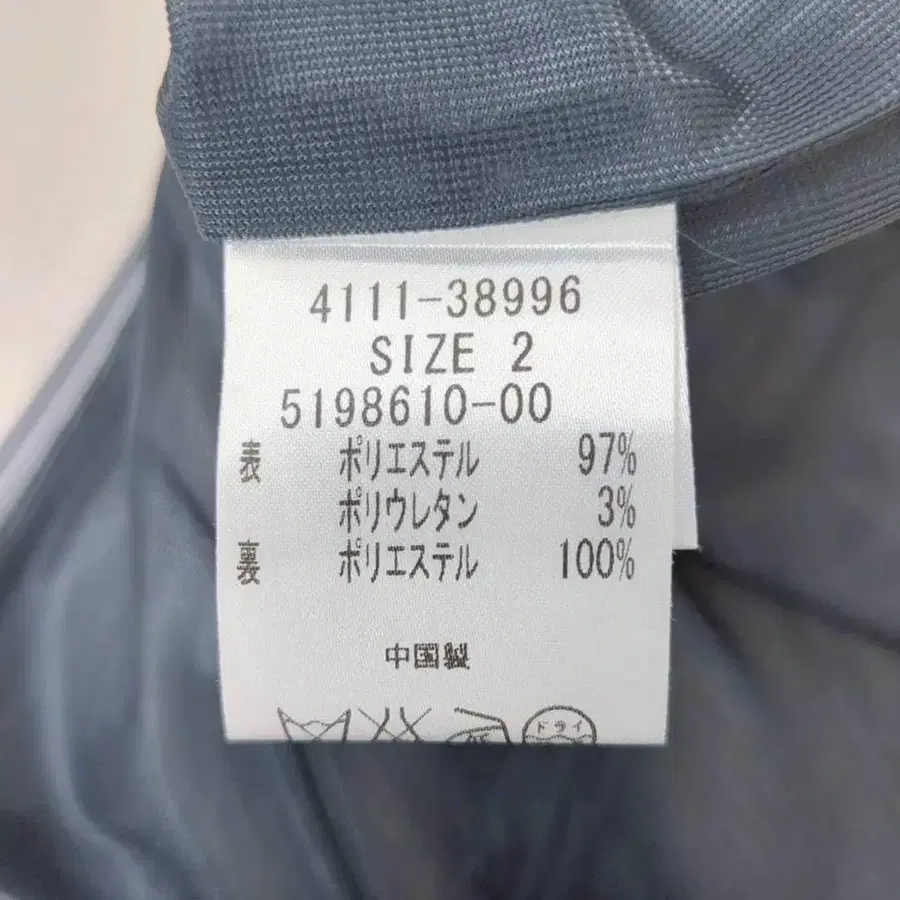 4111-38996
SIZE 2
5198610-00
表 ポリエステル 97%
ポリウレタン 3%
裏 ポリエステル 100%
中国製
ドライ